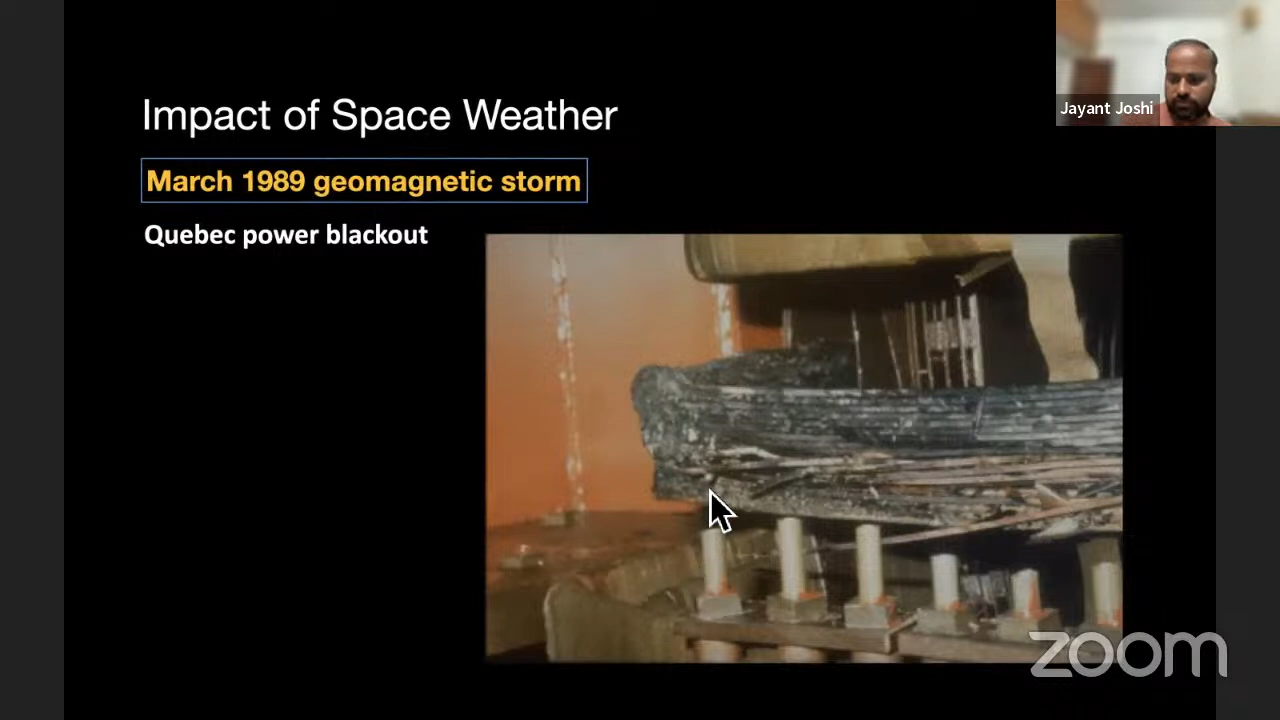 Impact of Space Weather
Jayant Joshi
March 1989 geomagnetic storm
Quebec power blackout
zoom